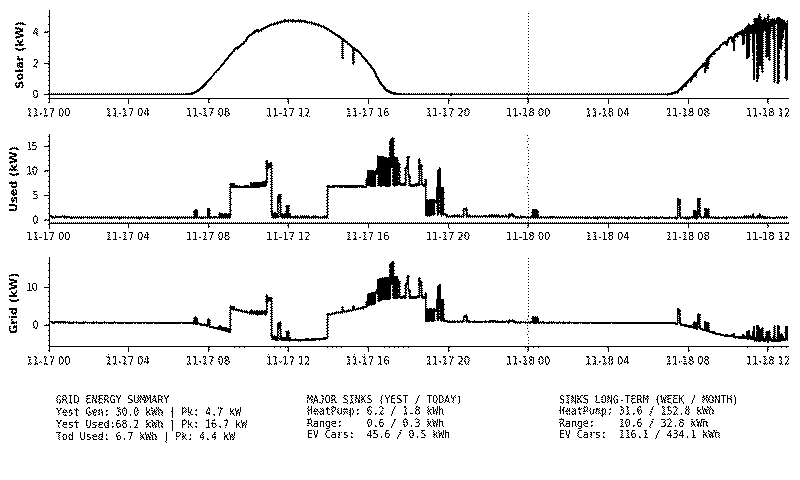 Solar (kW)
4
2
0
11-17 00 11-17 04 11-17 08 11-17 12 11-17 16 11-17 20 11-18 00 11-18 04 11-18 08 11-18 12
Used (kW)
15
10
5
0
11-17 00 11-17 04 11-17 08 11-17 12 11-17 16 11-17 20 11-18 00 11-18 04 11-18 08 11-18 12
Grid (kW)
10
0
11-17 00 11-17 04 11-17 08 11-17 12 11-17 16 11-17 20 11-18 00 11-18 04 11-18 08 11-18 12
GRID ENERGY SUMMARY
Yest Gen: 30.0 kWh | Pk: 4.7 kW
Yest Used:68.2 kWh | Pk: 16.7 kW
Tod Used: 6.7 kWh | Pk: 4.4 kW
MAJOR SINKS (YEST / TODAY)
HeatPump: 6.2 / 1.8 kWh
Range: 0.6 / 0.3 kWh
EV Cars: 45.6 / 0.5 kWh
SINKS LONG-TERM (WEEK / MONTH)
HeatPump: 31.6 / 152.8 kWh
Range: 10.6 / 32.8 kWh
EV Cars: 116.1 / 434.1 kWh